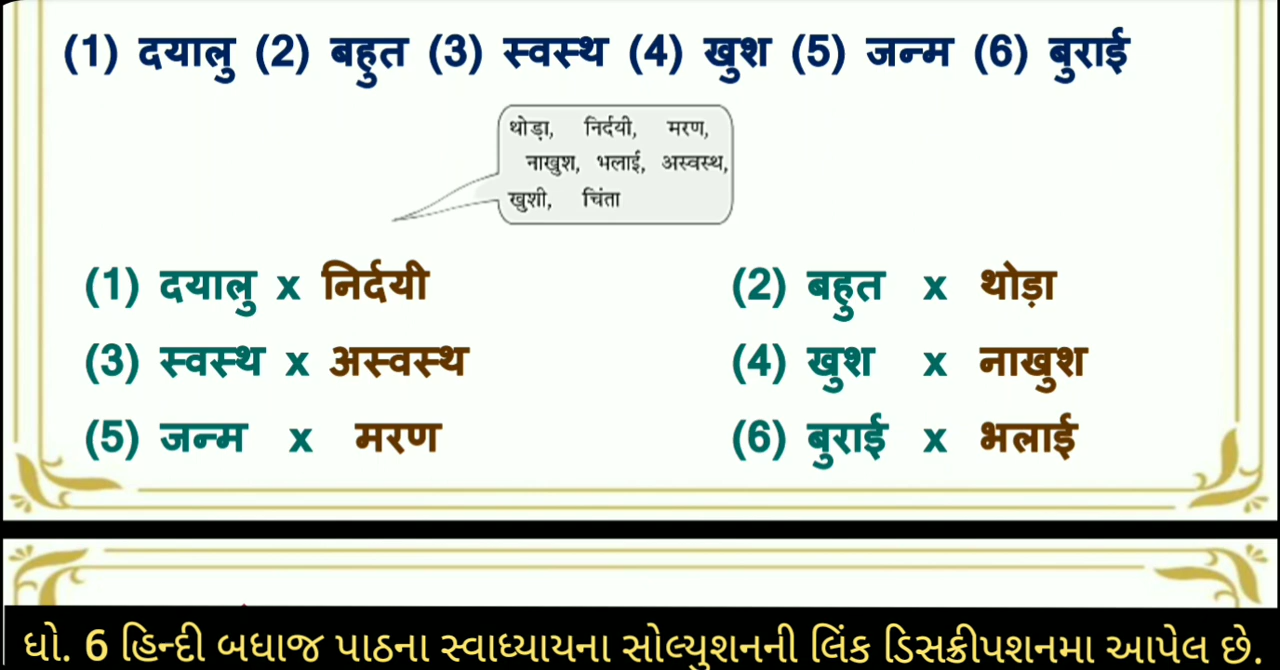 (1) दयालु (2) बहुत (3) स्वस्थ (4) खुश (5) जन्म (6) बुराई
थोड़ा, निर्दयी, मरण,
नाखुश, भलाई, अस्वस्थ,
खुशी, चिंता
(1) दयालु x निर्दयी (2) बहुत x थोड़ा
(3) स्वस्थ x अस्वस्थ (4) खुश x नाखुश
(5) जन्म x मरण (6) बुराई x भलाई
ધો. 6 હિન્દી બધાજ પાઠના સ્વાધ્યાયના સોલ્યુશનની લિંક ડિસક્રીપશનમા આપેલ છે.